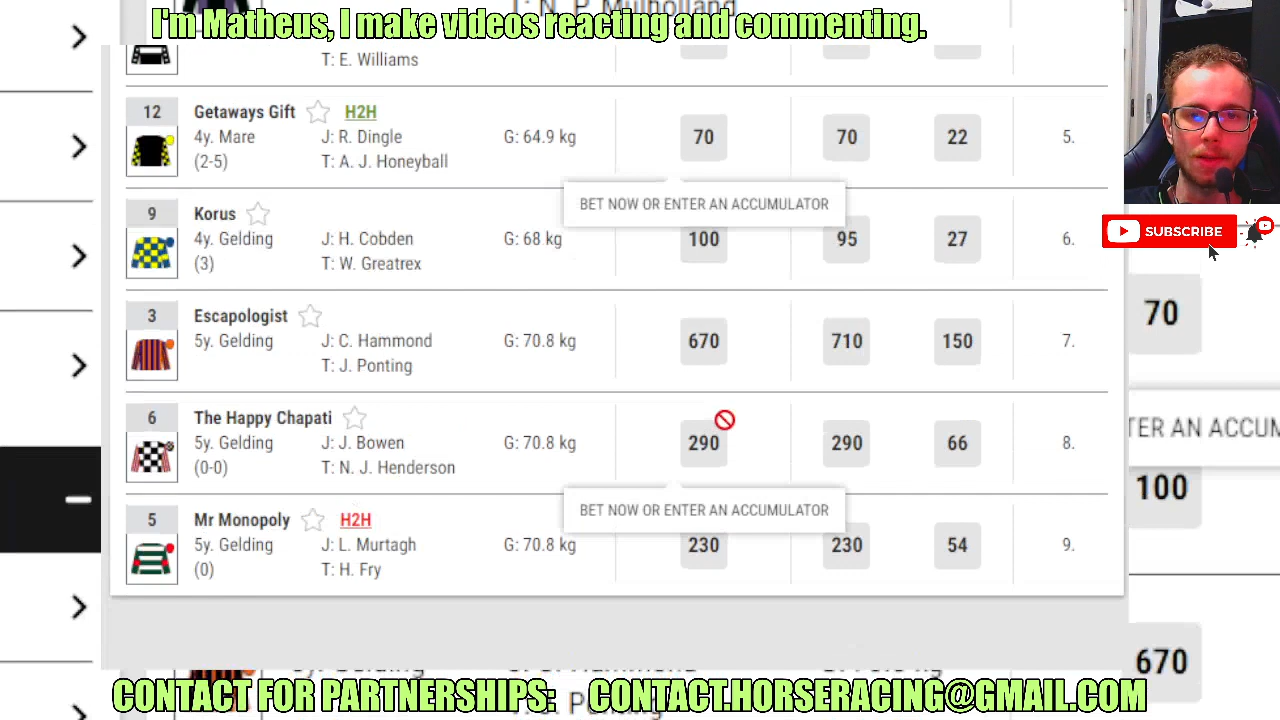 T: N. P. Mulholland
I'm Matheus, I make videos reacting and commenting.
T: E. Williams
12 Getaways Gift H2H
4y. Mare J: R. Dingle G: 64.9 kg 70 70 22 5.
(2-5) T: A. J. Honeyball
BET NOW OR ENTER AN ACCUMULATOR
9 Korus
4y. Gelding J: H. Cobden G: 68 kg 100 95 27 6.
(3) T: W. Greatrex
SUBSCRIBE
70
3 Escapologist
5y. Gelding J: C. Hammond G: 70.8 kg 670 710 150 7.
T: J. Ponting
6 The Happy Chapati
TER AN ACCUM
5y. Gelding J: J. Bowen G: 70.8 kg 290 290 66 8.
(0-0) T: N. J. Henderson
100
BET NOW OR ENTER AN ACCUMULATOR
5 Mr Monopoly H2H
5y. Gelding J: L. Murtagh G: 70.8 kg 230 230 54 9.
(0) T: H. Fry
670
CONTACT FOR PARTNERSHIPS: CONTACT.HORSERACING@GMAIL.COM